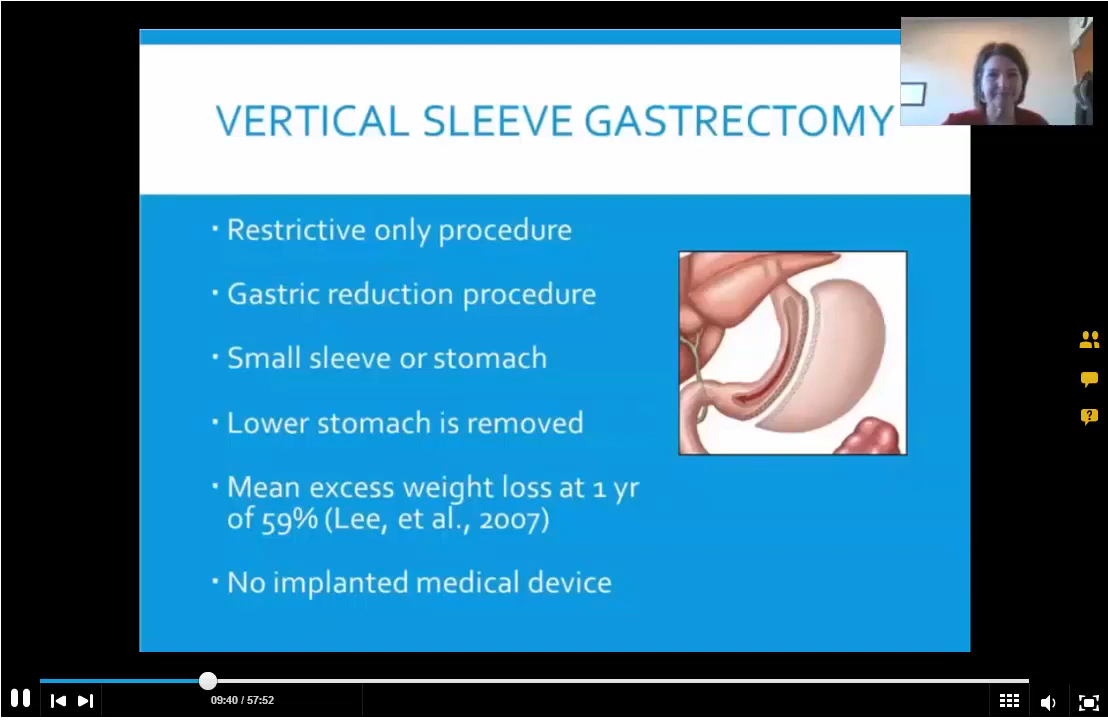 VERTICAL SLEEVE GASTRECTOMY
· Restrictive only procedure
· Gastric reduction procedure
· Small sleeve or stomach
· Lower stomach is removed
· Mean excess weight loss at 1 yr
of 59% (Lee, et al., 2007)
· No implanted medical device
?
09:40 / 57:52